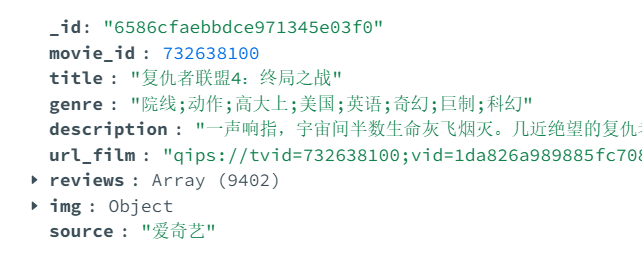 _id: "6586cfaebbdce971345e03f0"
movie_id : 732638100
title : "复仇者联盟4：终局之战"
genre : "院线;动作;高大上;美国;英语;奇幻;巨制;科幻"
description : "一声响指，宇宙间半数生命灰飞烟灭。几近绝望的复仇
url_film : "qips://tvid=732638100;vid=1da826a989885fc708
reviews : Array (9402)
img : Object
source : "爱奇艺"